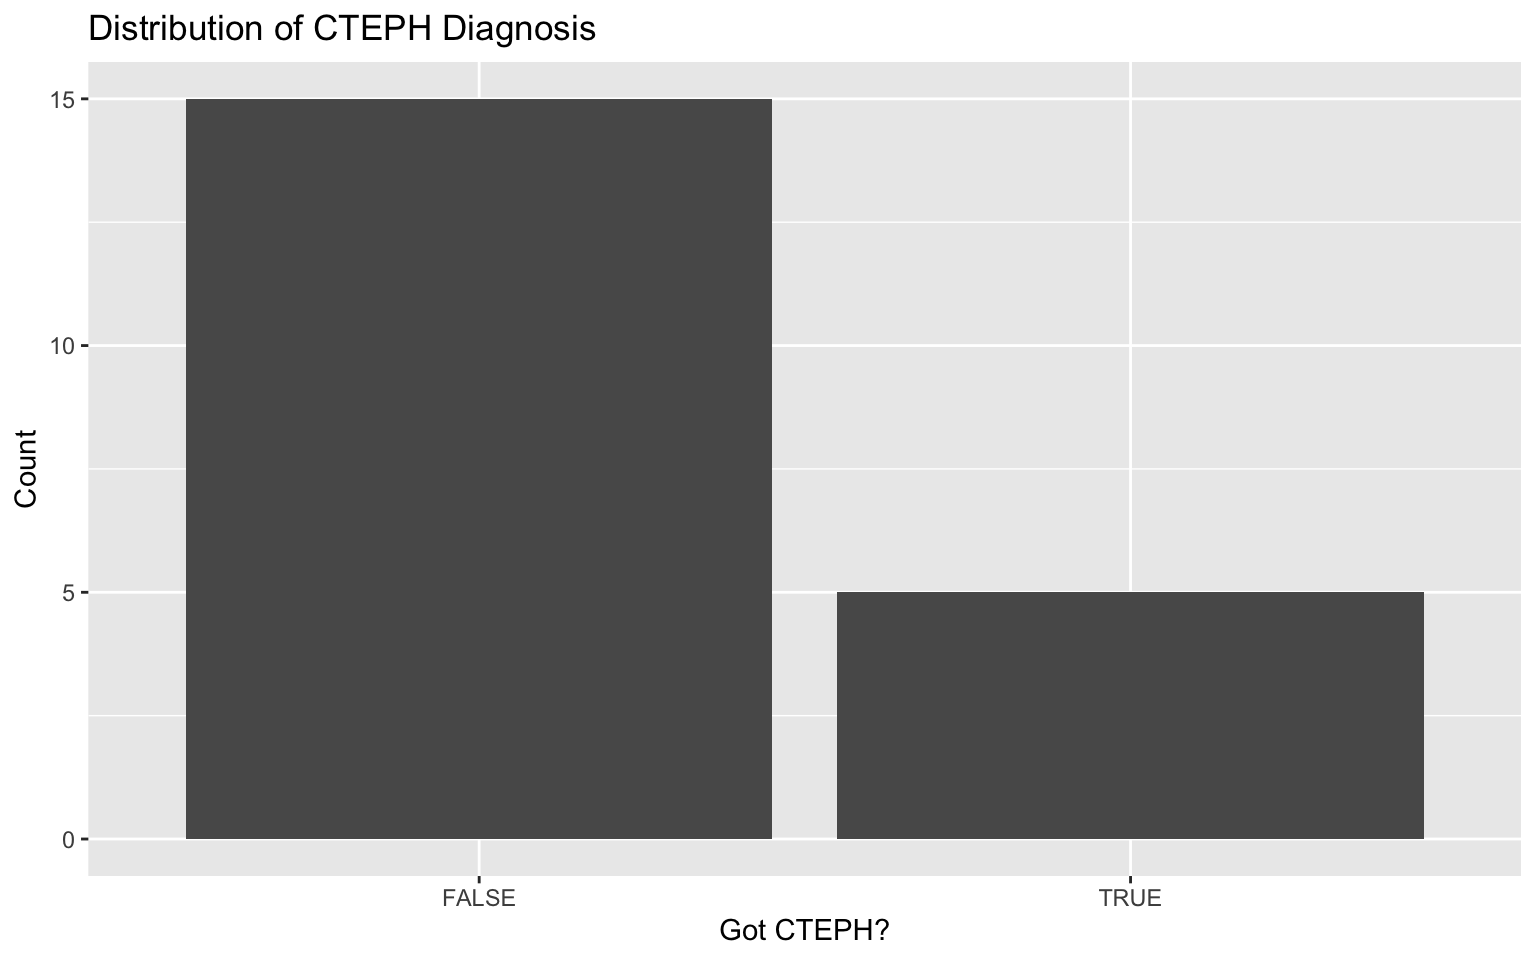 Distribution of CTEPH Diagnosis
15
10
5
0
Count
FALSE
TRUE
Got CTEPH?